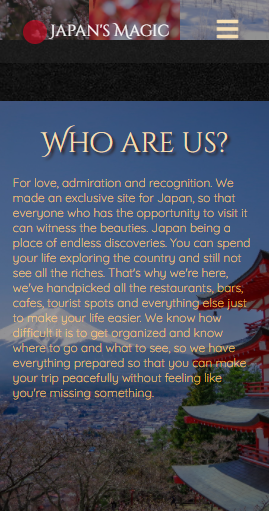 JAPAN'S MAGIC
WHO ARE US?
For love, admiration and recognition. We
made an exclusive site for Japan, so that
everyone who has the opportunity to visit it
can witness the beauties. Japan being a
place of endless discoveries. You can spend
your life exploring the country and still not
see all the riches. That's why we're here,
we've handpicked all the restaurants, bars,
cafes, tourist spots and everything else just
to make your life easier. We know how
difficult it is to get organized and know
where to go and what to see, so we have
everything prepared so that you can make
your trip peacefully without feeling like
you're missing something.